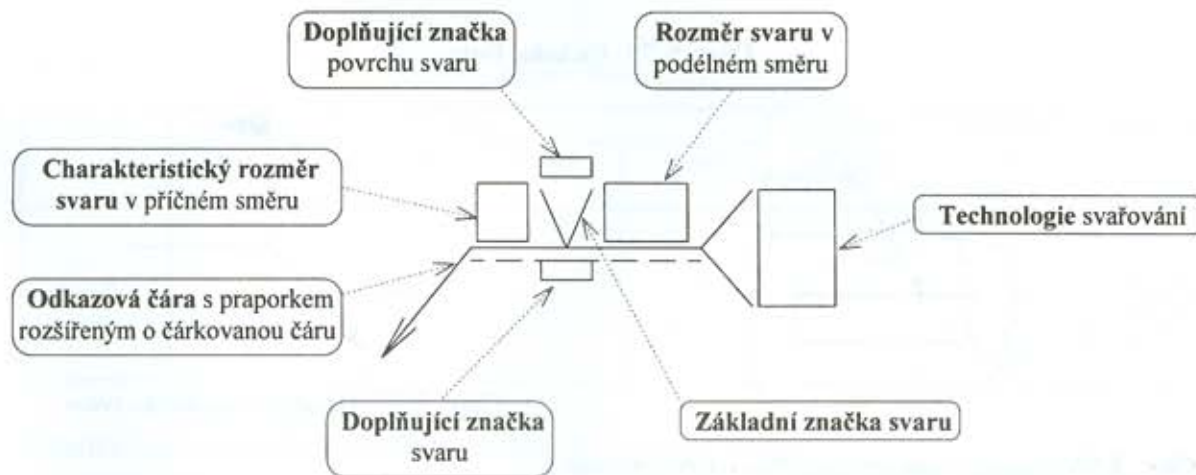 Doplňující značka
povrchu svaru
Rozměr svaru v
podélném směru
Charakteristický rozměr
svaru v příčném směru
Technologie svařování
Odkazová čára s praporkem
rozšířeným o čárkovanou čáru
Doplňující značka
svaru
Základní značka svaru